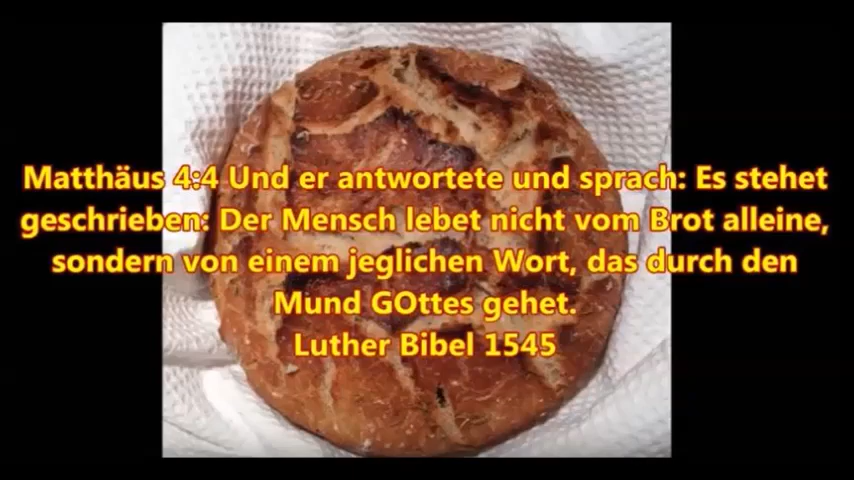 Matthäus 4:4 Und er antwortete und sprach: Es stehet
geschrieben: Der Mensch lebet nicht vom Brot alleine,
sondern von einem jeglichen Wort, das durch den
Mund GOttes gehet.
Luther Bibel 1545